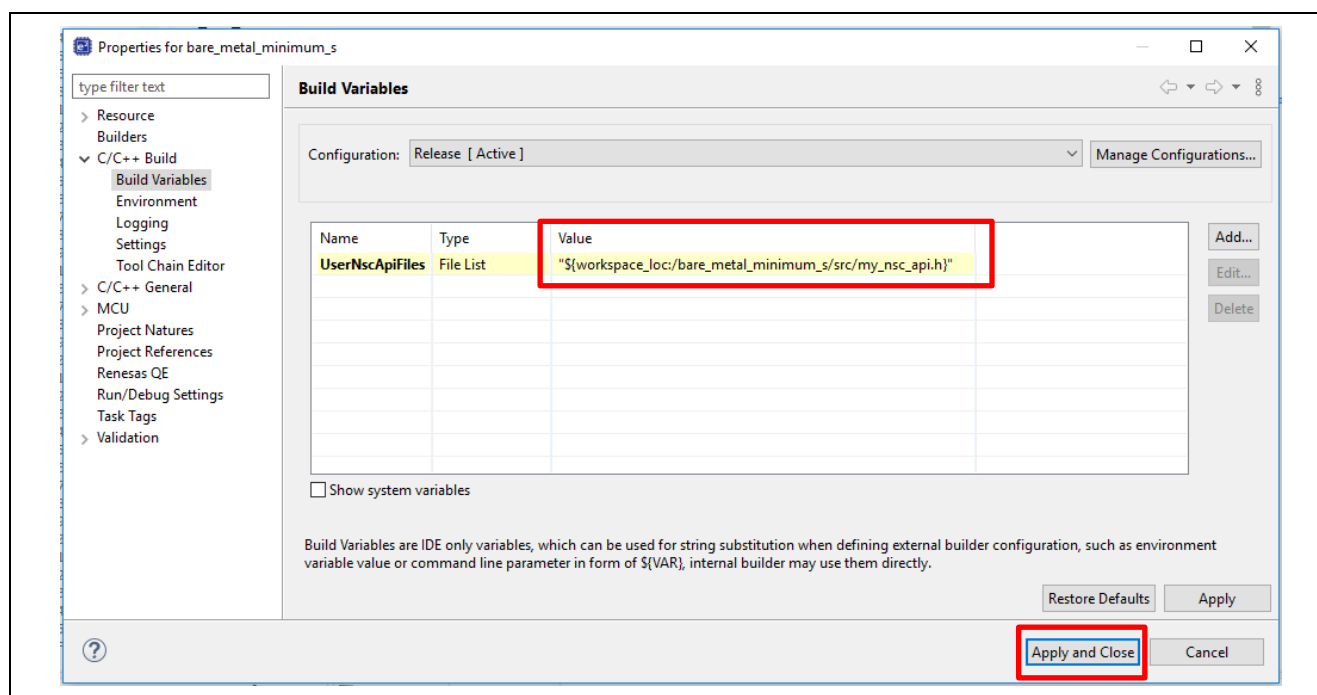 Properties for bare_metal_minimum_s
type filter text
Build Variables
Resource
Builders
C/C++ Build
Build Variables
Environment
Logging
Settings
Tool Chain Editor
C/C++ General
MCU
Project Natures
Project References
Renesas QE
Run/Debug Settings
Task Tags
Validation
Configuration: Release [ Active ] Manage Configurations...
Name Type Value
UserNscApiFiles File List "${workspace_loc:/bare_metal_minimum_s/src/my_nsc_api.h}"
Add...
Edit...
Delete
Show system variables
Build Variables are IDE only variables, which can be used for string substitution when defining external builder configuration, such as environment
variable value or command line parameter in form of ${VAR}, internal builder may use them directly.
Restore Defaults Apply
Apply and Close Cancel